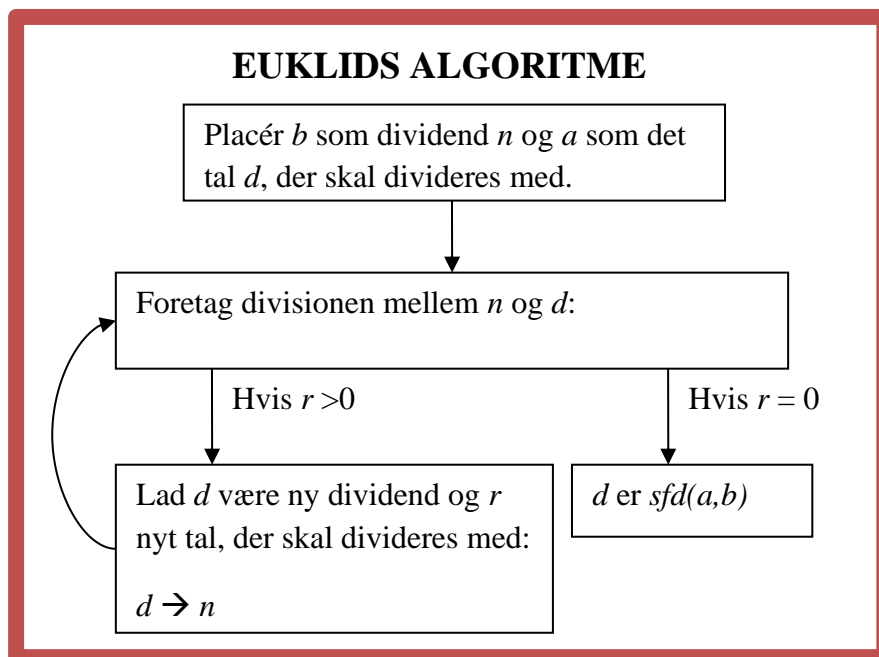 EUKLIDS ALGORITME
Placér b som dividend n og a som det
tal d, der skal divideres med.
Foretag divisionen mellem n og d:
Hvis r >0
Hvis r = 0
Lad d være ny dividend og r
nyt tal, der skal divideres med:
d → n
d er sfd(a,b)